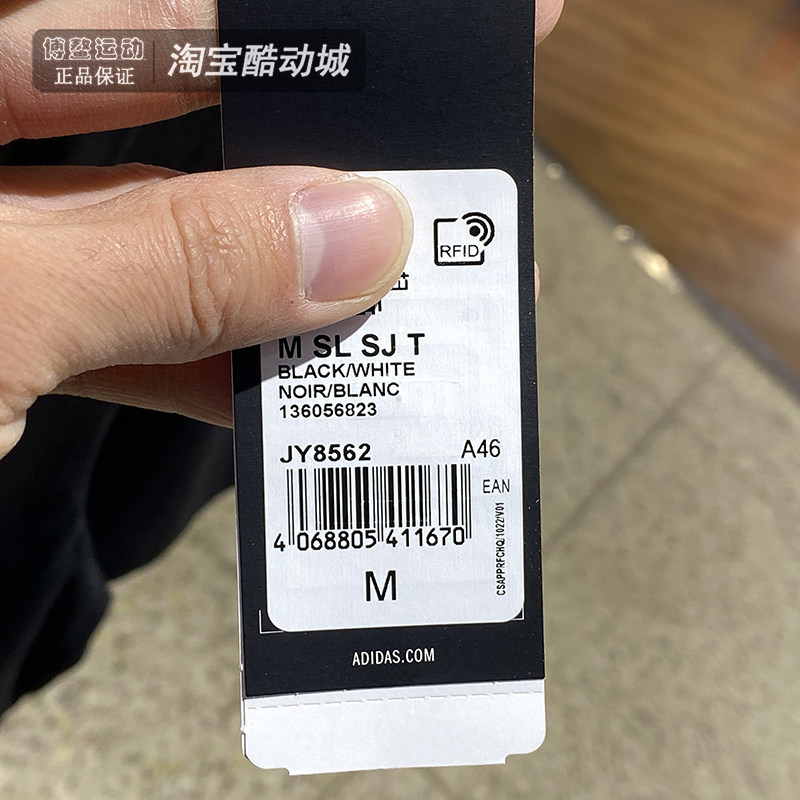 博整运动
正品保证
淘宝酷动城
RFID
M SL SJ T
BLACK/WHITE
NOIR/BLANC
136056823
JY8562
A46
EAN
4 068805 411670
CSAPPRFCHQ/1022/V01
M
ADIDAS.COM